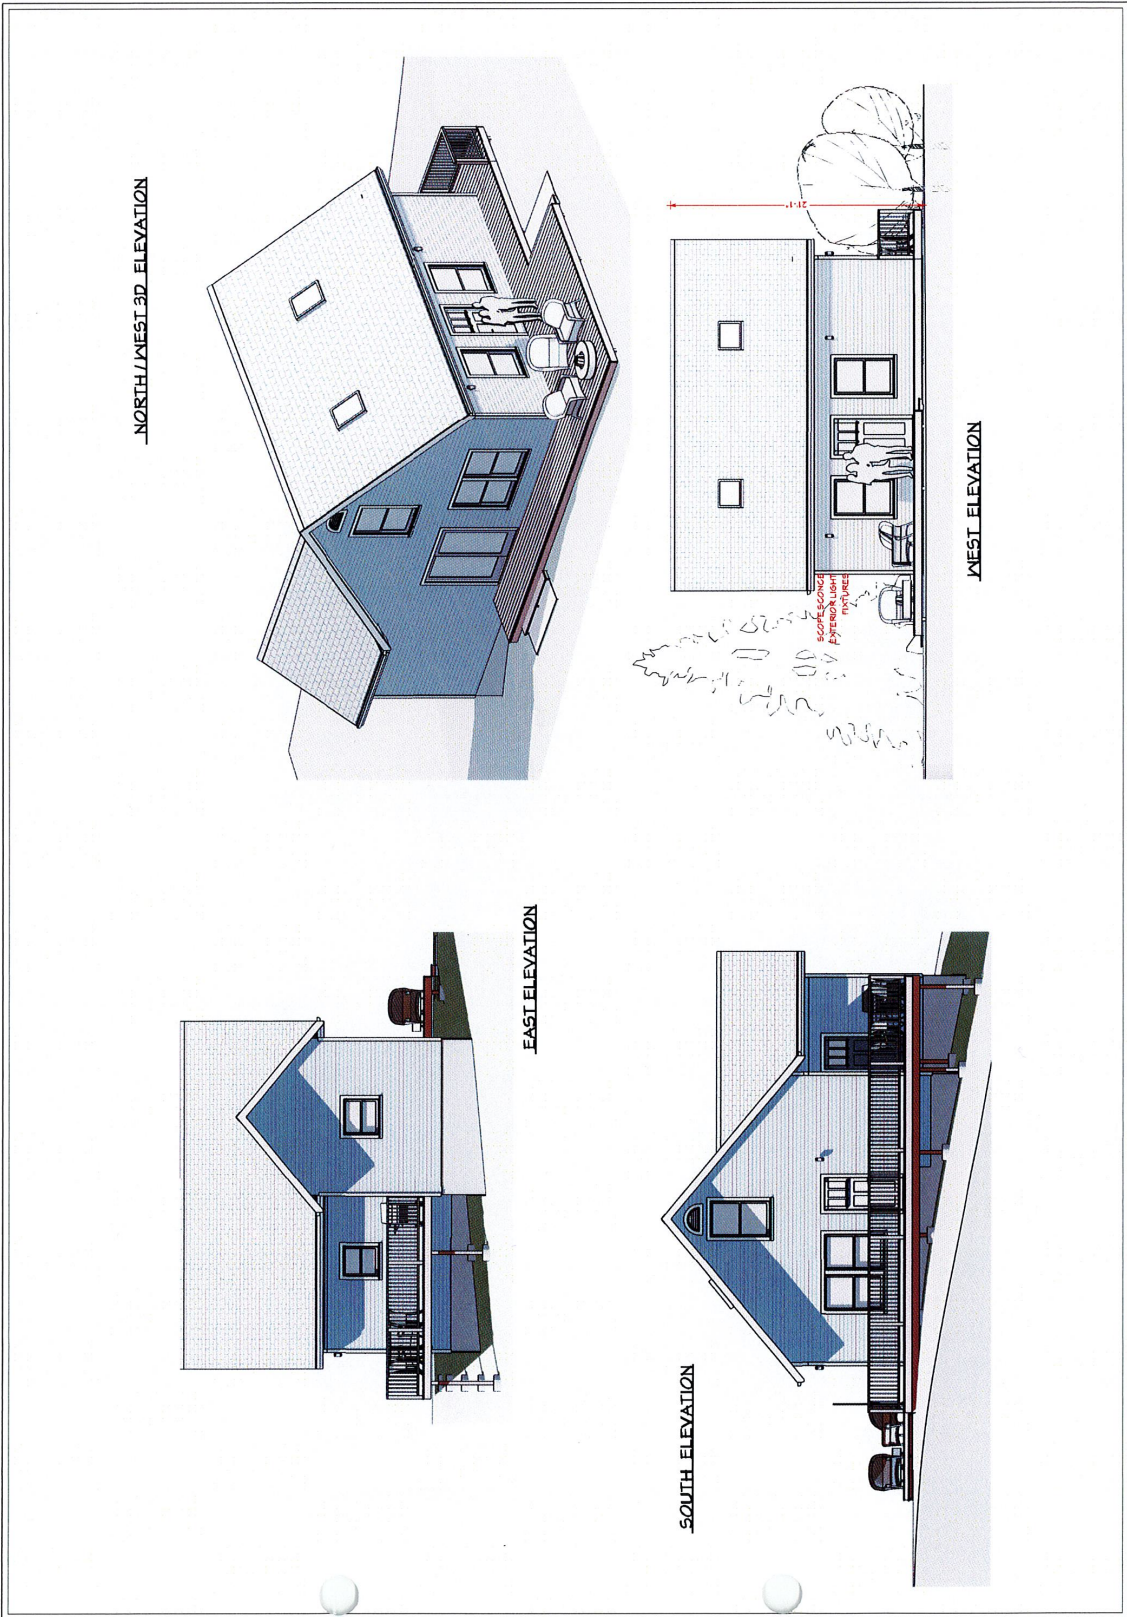 NORTH / WEST 3D ELEVATION
21'-1"
SCOPE SCONCE
EXTERIOR LIGHT
FIXTURES
WEST ELEVATION
EAST ELEVATION
SOUTH ELEVATION